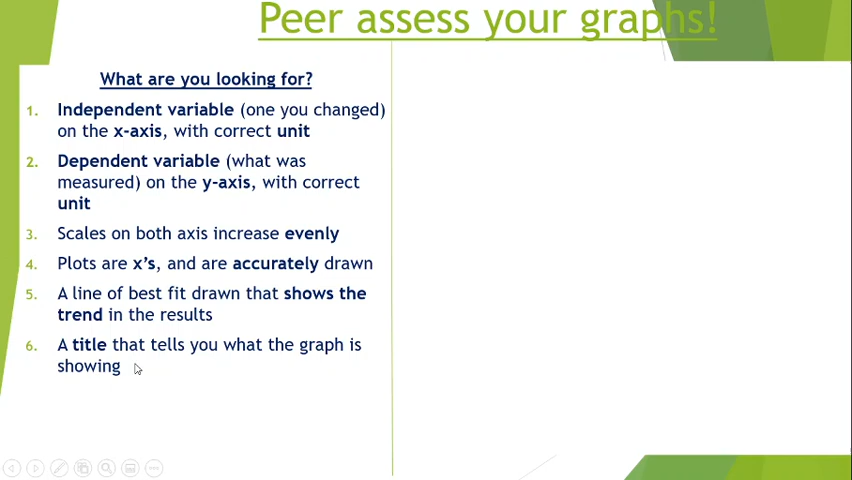 Peer assess your graphs!
What are you looking for?
1. Independent variable (one you changed)
on the x-axis, with correct unit
2. Dependent variable (what was
measured) on the y-axis, with correct
unit
3. Scales on both axis increase evenly
4. Plots are x’s, and are accurately drawn
5. A line of best fit drawn that shows the
trend in the results
6. A title that tells you what the graph is
showing